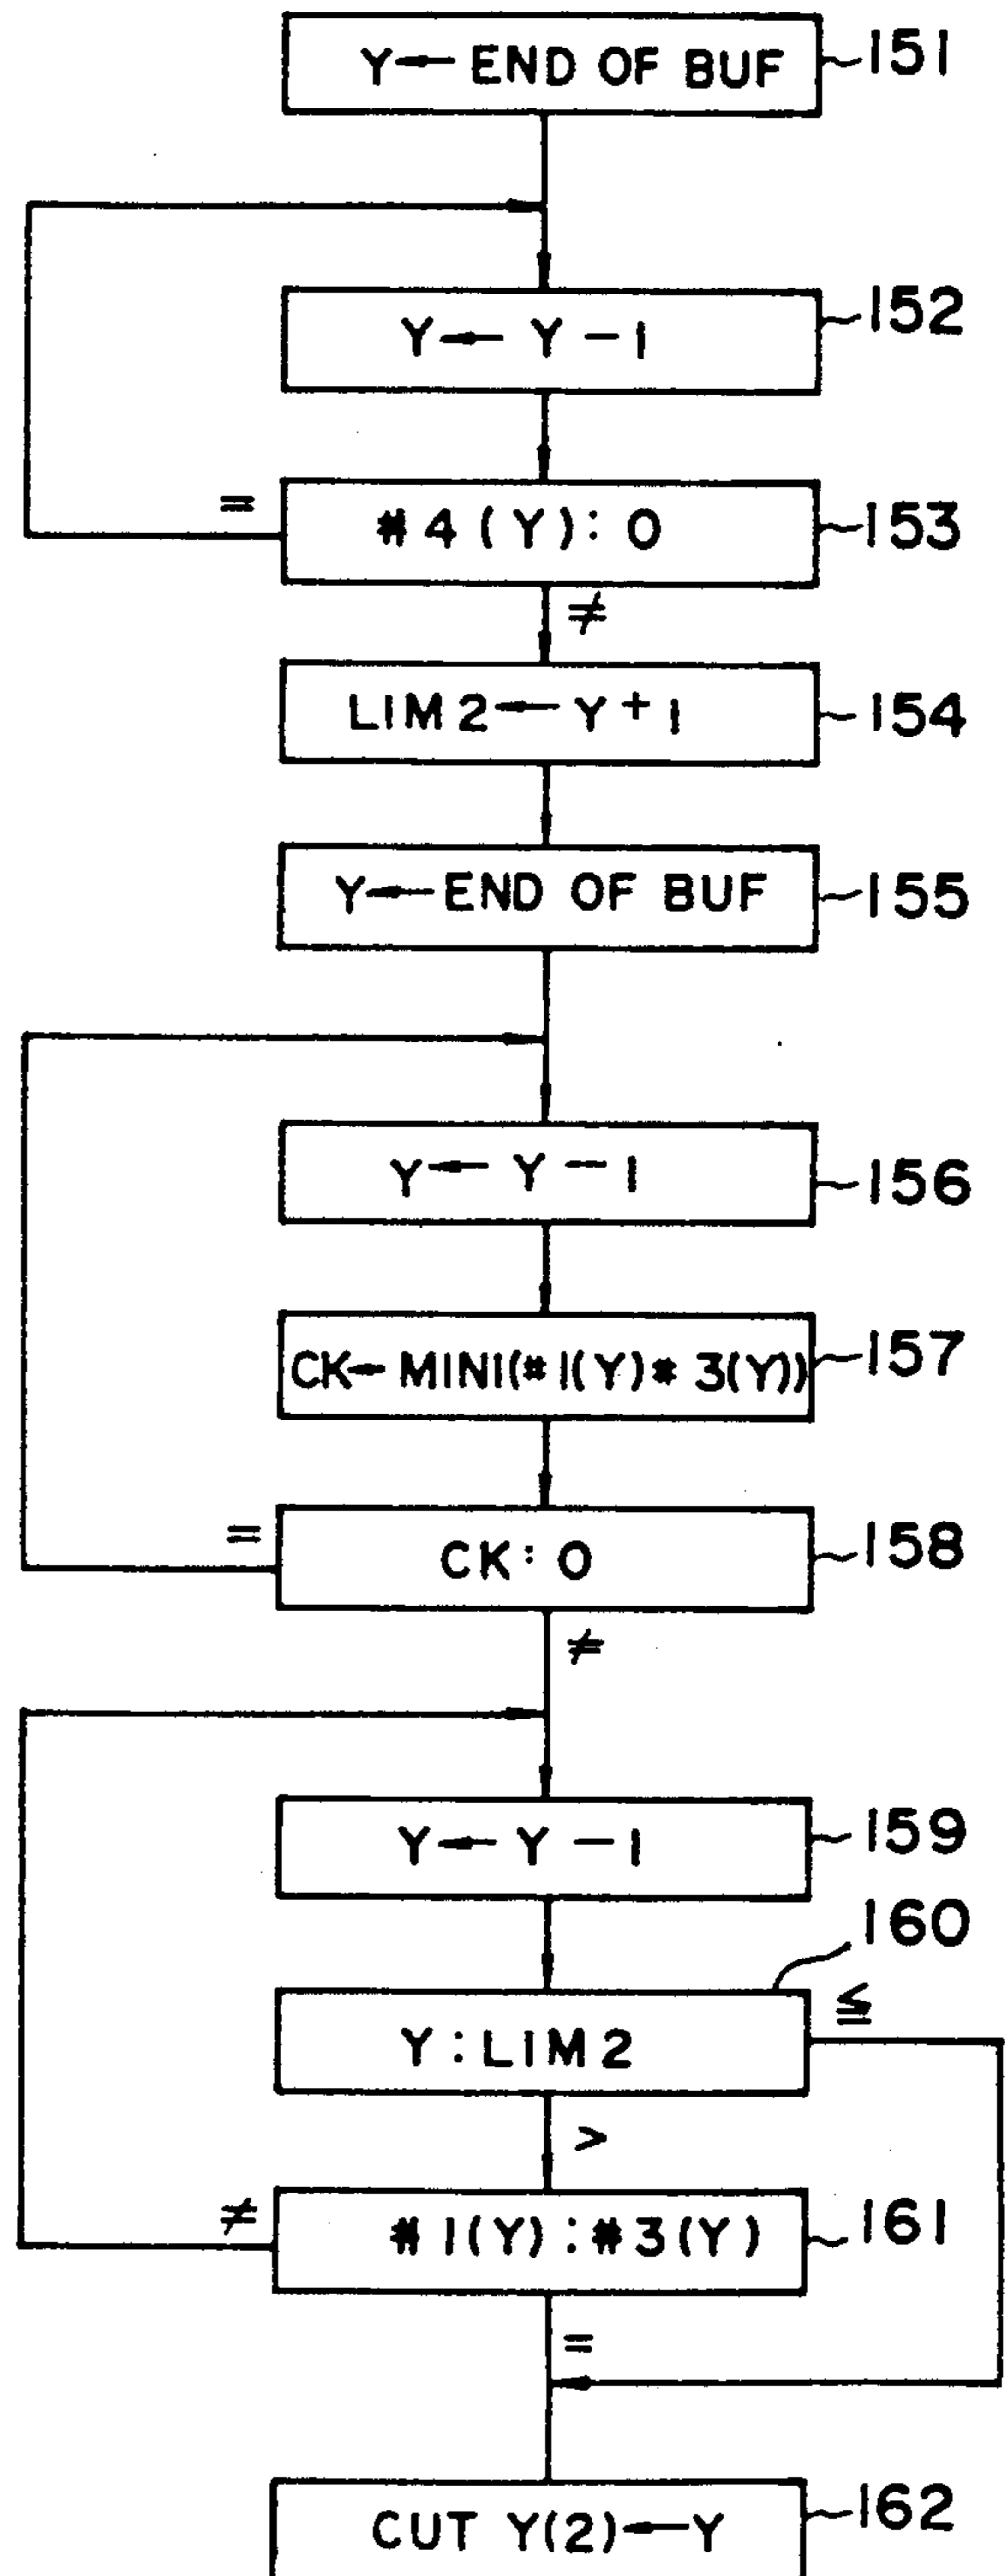 Y ← END OF BUF 151
Y ← Y - 1 152
= #4 (Y) : 0 153
≠
LIM 2 ← Y + 1 154
Y ← END OF BUF 155
Y ← Y - 1 156
CK ← MINI(#1(Y) # 3(Y)) 157
= CK : 0 158
≠
Y ← Y - 1 159
160
Y : LIM 2 ≦
>
≠ #1(Y) : #3(Y) 161
=
CUT Y(2) ← Y 162